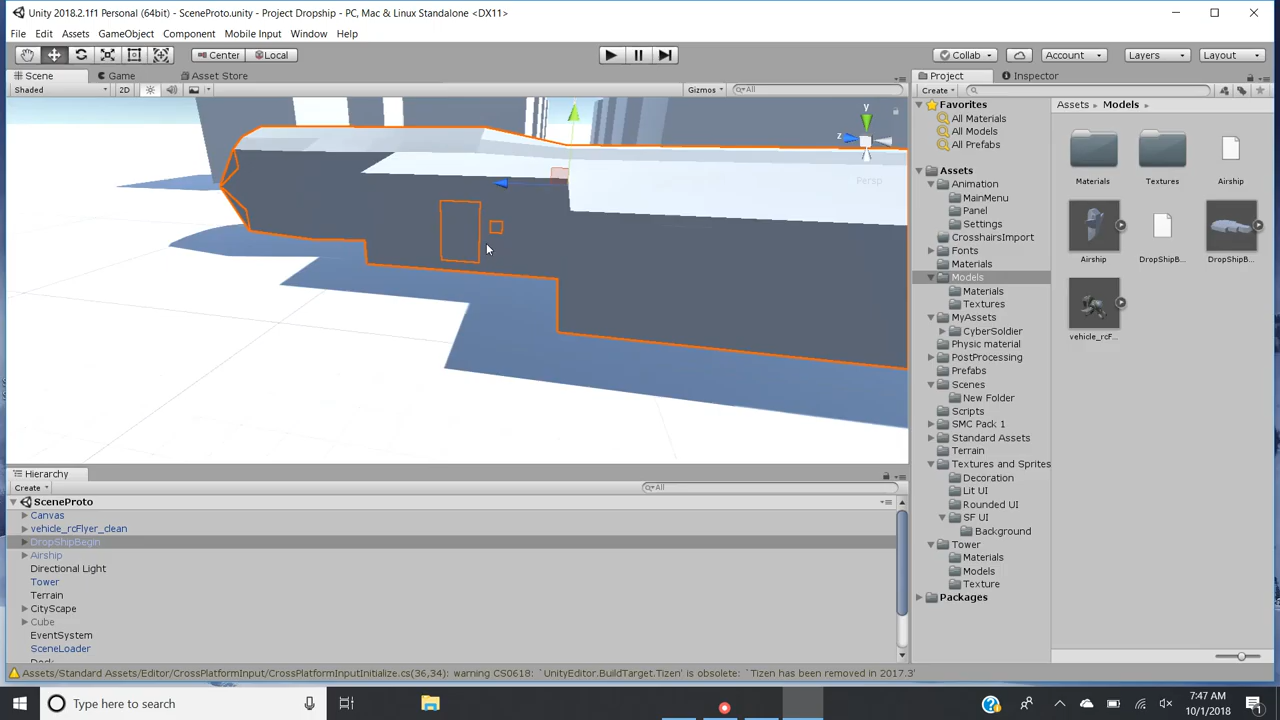 Unity 2018.2.1f1 Personal (64bit) - SceneProto.unity - Project Dropship - PC, Mac & Linux Standalone <DX11>
File Edit Assets GameObject Component Mobile Input Window Help
Center Local Collab Account Layers Layout
Scene Game Asset Store
Shaded 2D Gizmos All
y
z
Persp
Hierarchy
Create All
SceneProto
Canvas
vehicle_rcFlyer_clean
DropShipBegin
Airship
Directional Light
Tower
Terrain
CityScape
Cube
EventSystem
SceneLoader
Project Inspector
Create
Favorites
All Materials
All Models
All Prefabs
Assets
Animation
MainMenu
Panel
Settings
CrosshairsImport
Fonts
Materials
Models
Materials
Textures
MyAssets
CyberSoldier
Physic material
PostProcessing
Prefabs
Scenes
New Folder
Scripts
SMC Pack 1
Standard Assets
Terrain
Textures and Sprites
Decoration
Lit UI
Rounded UI
SF UI
Background
Tower
Materials
Models
Texture
Packages
Assets Models
Materials Textures Airship
Airship DropShipB... DropShipB...
vehicle_rcF...
Assets/Standard Assets/Editor/CrossPlatformInput/CrossPlatformInputInitialize.cs(36,34): warning CS0618: `UnityEditor.BuildTarget.Tizen' is obsolete: `Tizen has been removed in 2017.3'
Type here to search
7:47 AM
10/1/2018
1